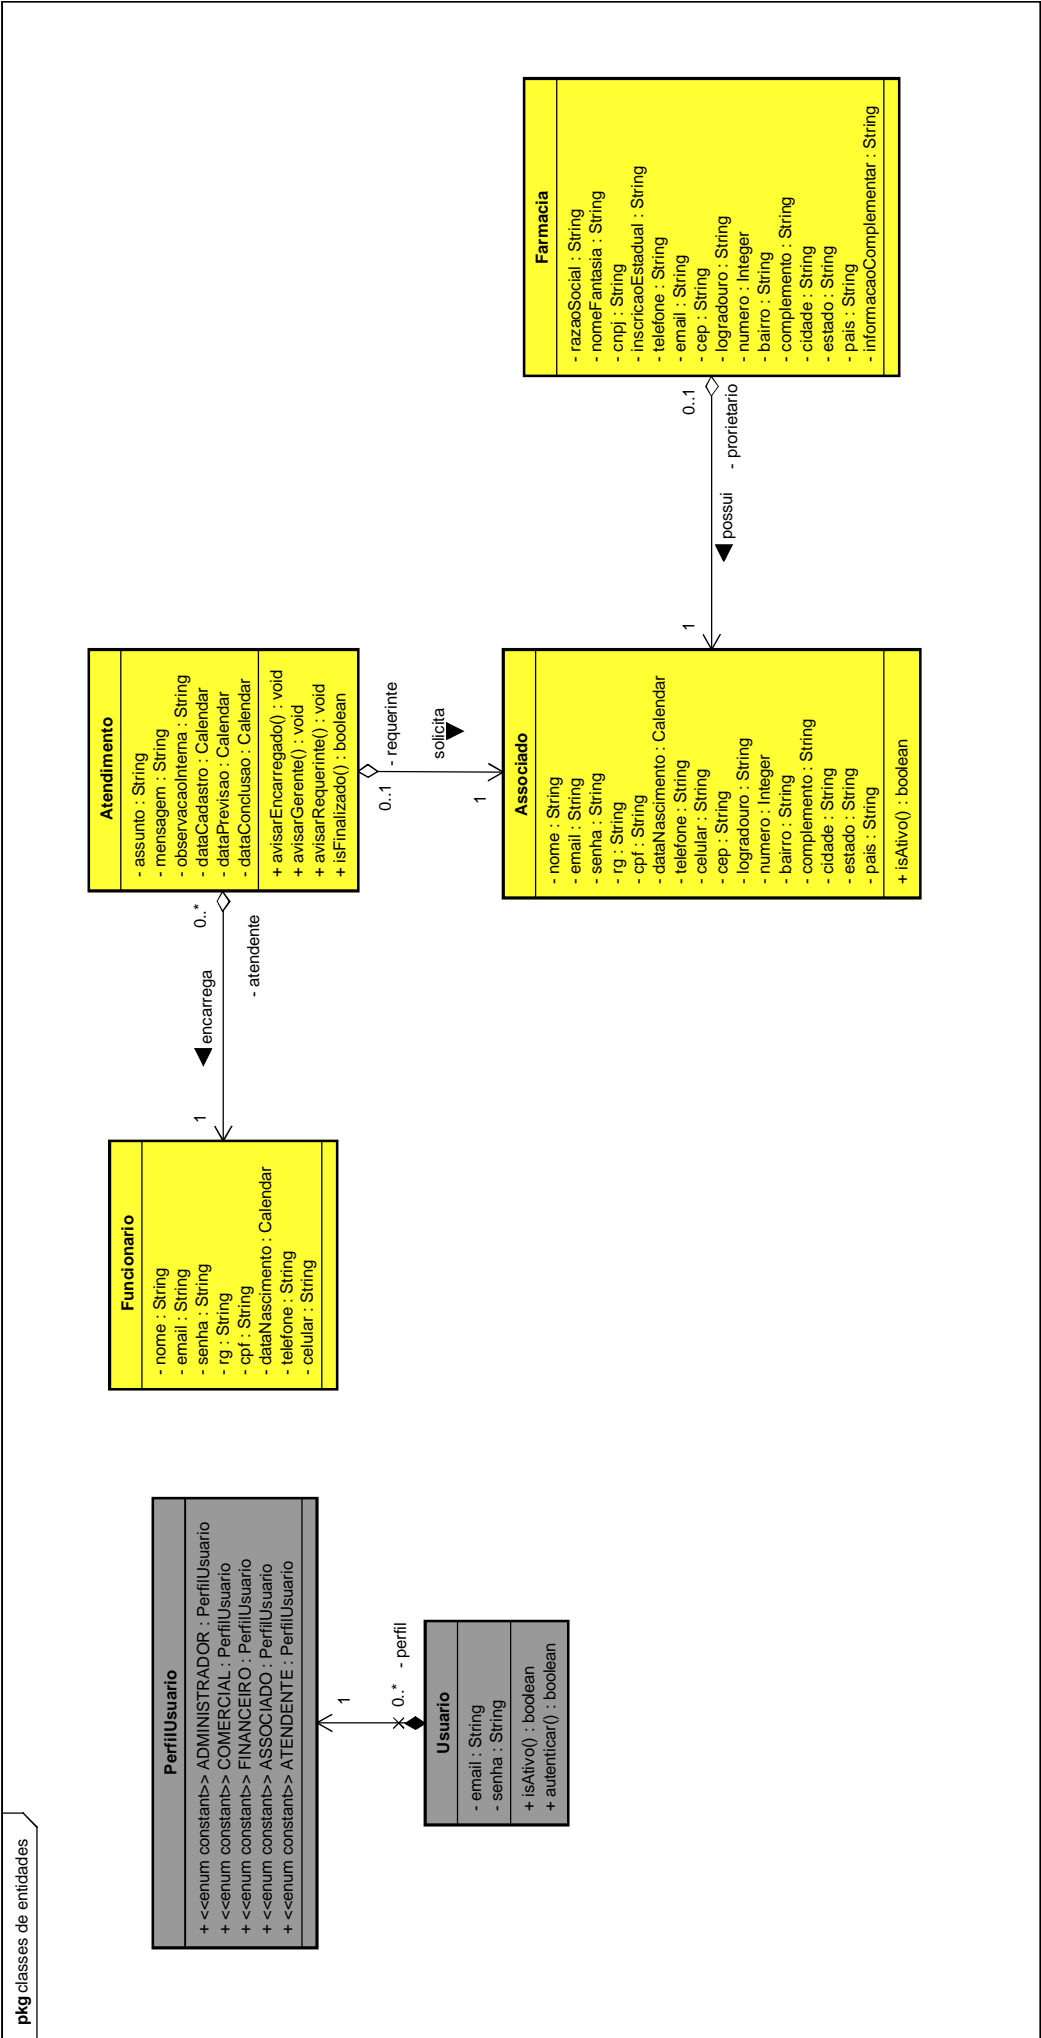 pkg classes de entidades
PerfilUsuario
+ <<enum constant>> ADMINISTRADOR : PerfilUsuario
+ <<enum constant>> COMERCIAL : PerfilUsuario
+ <<enum constant>> FINANCEIRO : PerfilUsuario
+ <<enum constant>> ASSOCIADO : PerfilUsuario
+ <<enum constant>> ATENDENTE : PerfilUsuario
1
0..*
- perfil
Usuario
- email : String
- senha : String
+ isAtivo() : boolean
+ autenticar() : boolean
Funcionario
- nome : String
- email : String
- senha : String
- rg : String
- cpf : String
- dataNascimento : Calendar
- telefone : String
- celular : String
1
encarrega
0..*
- atendente
Atendimento
- assunto : String
- mensagem : String
- observacaoInterna : String
- dataCadastro : Calendar
- dataPrevisao : Calendar
- dataConclusao : Calendar
+ avisarEncarregado() : void
+ avisarGerente() : void
+ avisarRequerinte() : void
+ isFinalizado() : boolean
0..1
- requerinte
solicita
1
Associado
- nome : String
- email : String
- senha : String
- rg : String
- cpf : String
- dataNascimento : Calendar
- telefone : String
- celular : String
- cep : String
- logradouro : String
- numero : Integer
- bairro : String
- complemento : String
- cidade : String
- estado : String
- pais : String
+ isAtivo() : boolean
1
possui
0..1
- prorietario
Farmacia
- razaoSocial : String
- nomeFantasia : String
- cnpj : String
- inscricaoEstadual : String
- telefone : String
- email : String
- cep : String
- logradouro : String
- numero : Integer
- bairro : String
- complemento : String
- cidade : String
- estado : String
- pais : String
- informacaoComplementar : String